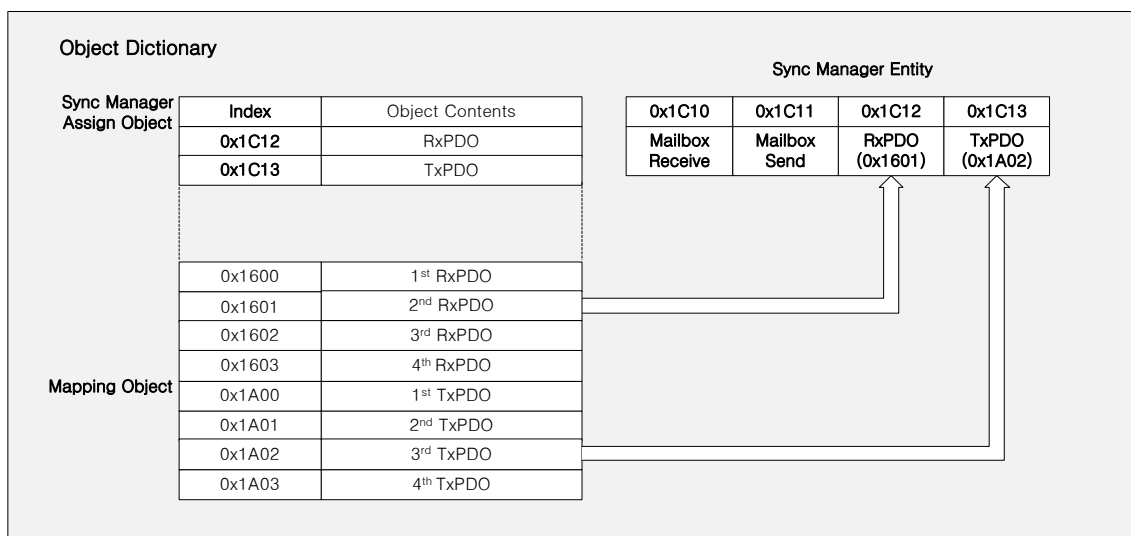 Object Dictionary
Sync Manager Entity
Sync Manager
Assign Object
Index Object Contents
0x1C12 RxPDO
0x1C13 TxPDO
0x1C10 0x1C11 0x1C12 0x1C13
Mailbox Receive Mailbox Send RxPDO (0x1601) TxPDO (0x1A02)
Mapping Object
0x1600 1st RxPDO
0x1601 2nd RxPDO
0x1602 3rd RxPDO
0x1603 4th RxPDO
0x1A00 1st TxPDO
0x1A01 2nd TxPDO
0x1A02 3rd TxPDO
0x1A03 4th TxPDO